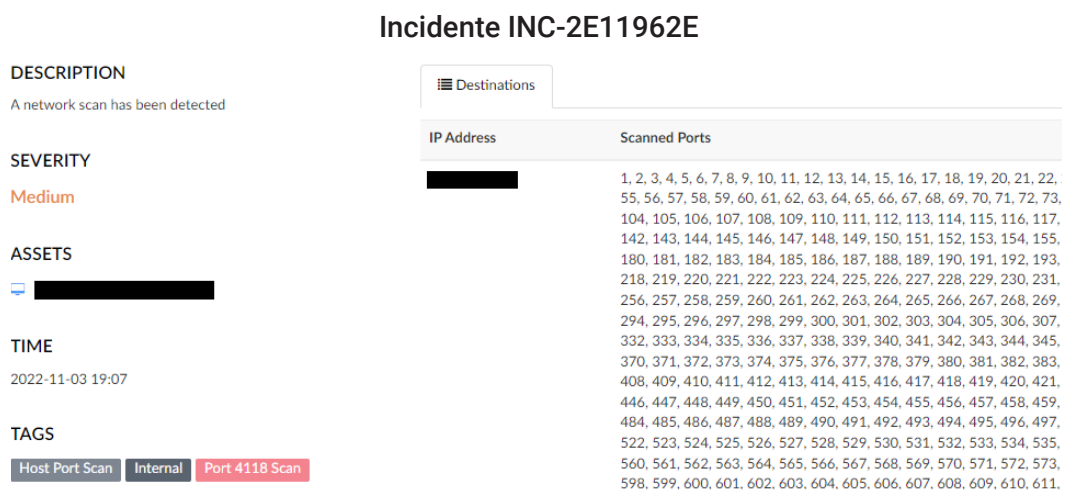 Incidente INC-2E11962E
DESCRIPTION
A network scan has been detected
SEVERITY
Medium
ASSETS
TIME
2022-11-03 19:07
TAGS
Host Port Scan Internal Port 4118 Scan
Destinations
IP Address Scanned Ports
1, 2, 3, 4, 5, 6, 7, 8, 9, 10, 11, 12, 13, 14, 15, 16, 17, 18, 19, 20, 21, 22,
55, 56, 57, 58, 59, 60, 61, 62, 63, 64, 65, 66, 67, 68, 69, 70, 71, 72, 73,
104, 105, 106, 107, 108, 109, 110, 111, 112, 113, 114, 115, 116, 117,
142, 143, 144, 145, 146, 147, 148, 149, 150, 151, 152, 153, 154, 155,
180, 181, 182, 183, 184, 185, 186, 187, 188, 189, 190, 191, 192, 193,
218, 219, 220, 221, 222, 223, 224, 225, 226, 227, 228, 229, 230, 231,
256, 257, 258, 259, 260, 261, 262, 263, 264, 265, 266, 267, 268, 269,
294, 295, 296, 297, 298, 299, 300, 301, 302, 303, 304, 305, 306, 307,
332, 333, 334, 335, 336, 337, 338, 339, 340, 341, 342, 343, 344, 345,
370, 371, 372, 373, 374, 375, 376, 377, 378, 379, 380, 381, 382, 383,
408, 409, 410, 411, 412, 413, 414, 415, 416, 417, 418, 419, 420, 421,
446, 447, 448, 449, 450, 451, 452, 453, 454, 455, 456, 457, 458, 459,
484, 485, 486, 487, 488, 489, 490, 491, 492, 493, 494, 495, 496, 497,
522, 523, 524, 525, 526, 527, 528, 529, 530, 531, 532, 533, 534, 535,
560, 561, 562, 563, 564, 565, 566, 567, 568, 569, 570, 571, 572, 573,
598, 599, 600, 601, 602, 603, 604, 605, 606, 607, 608, 609, 610, 611,